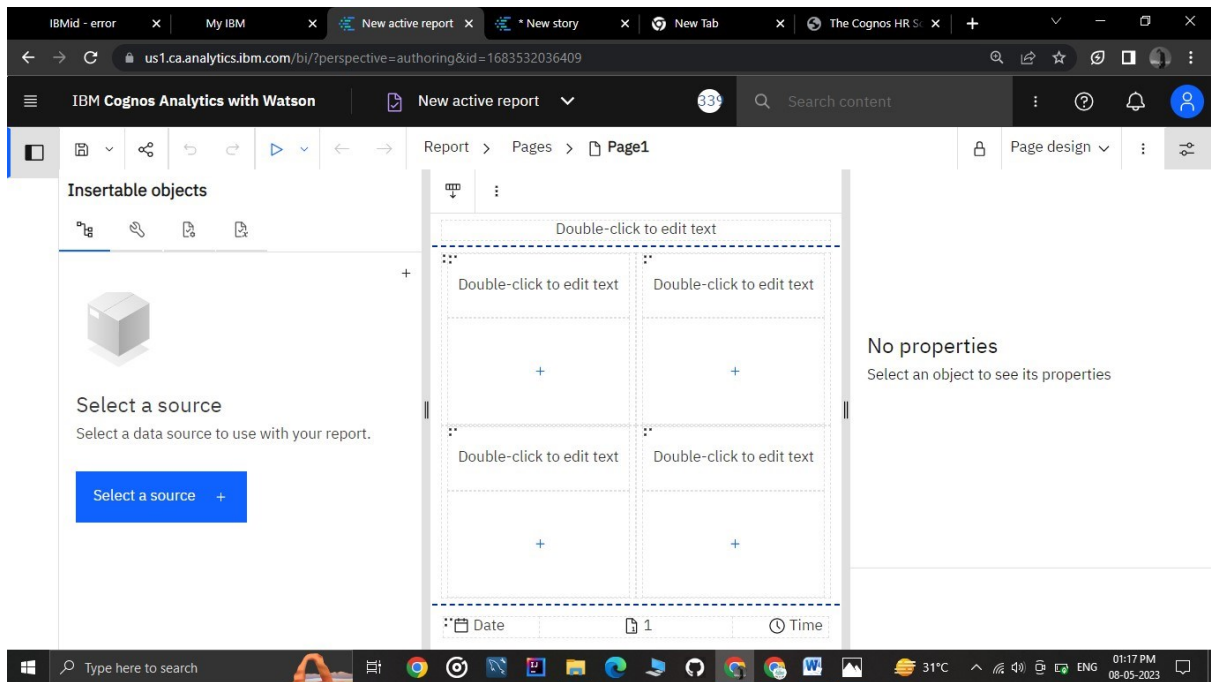 IBMid - error
My IBM
New active report
* New story
New Tab
The Cognos HR Sc
us1.ca.analytics.ibm.com/bi/?perspective=authoring&id=1683532036409
IBM Cognos Analytics with Watson
New active report
339
Search content
Report > Pages > Page1
Page design
Insertable objects
Double-click to edit text
Double-click to edit text
Double-click to edit text
Select a source
Select a data source to use with your report.
Select a source +
No properties
Select an object to see its properties
Double-click to edit text
Double-click to edit text
Date
1
Time
Type here to search
31°C
ENG
01:17 PM
08-05-2023